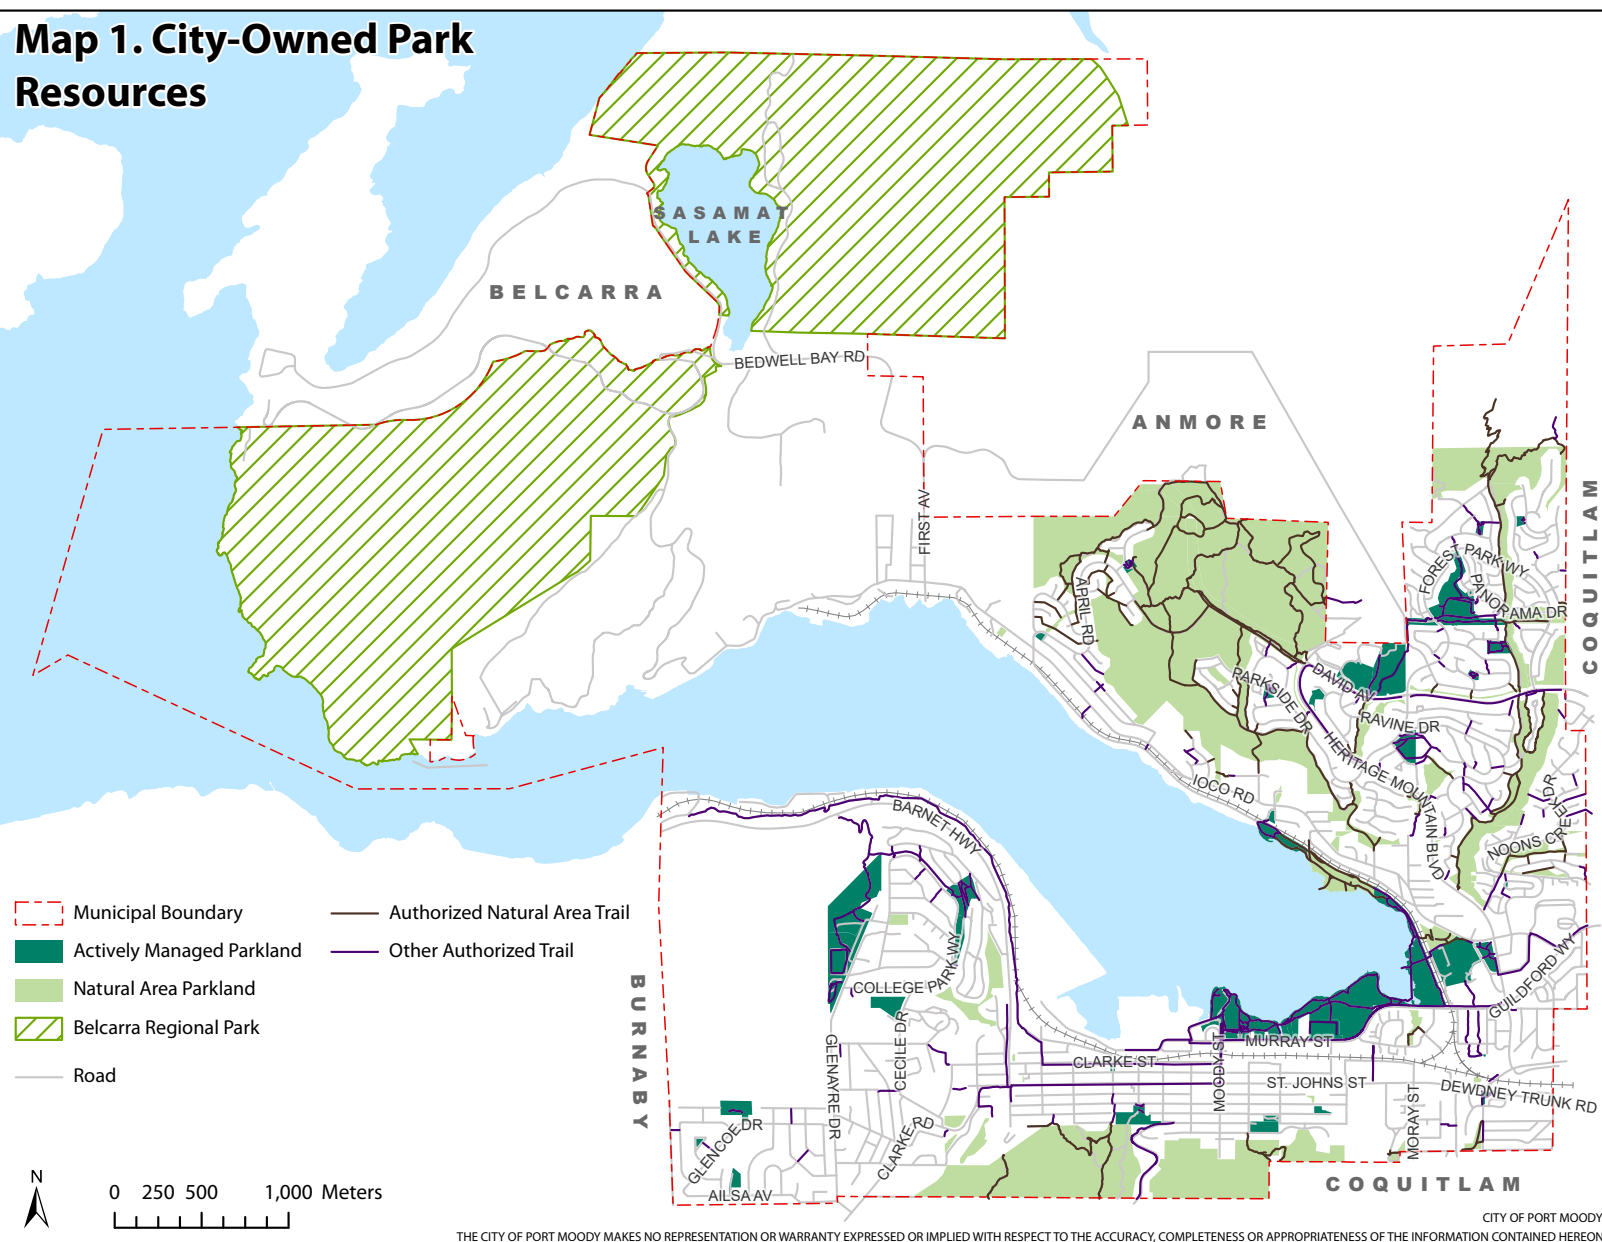 Map 1. City-Owned Park
Resources
SASAMAT
LAKE
BELCARRA
BEDWELL BAY RD
ANMORE
FIRST AV
COQUITLAM
FOREST PARK WY
PANORAMA DR
APRIL RD
DAVID AV
PARKSIDE DR
RAVINE DR
HERITAGE MOUNTAIN BLVD
IOCO RD
NOONS CREEK DR
BARNET HWY
GUILDFORD WY
COLLEGE PARK WY
CECILE DR
GLENAYRE DR
MURRAY ST
CLARKE ST
MOODY ST
ST. JOHNS ST
DEWDNEY TRUNK RD
MORAY ST
CLARKE RD
GLENCOE DR
AILSA AV
BURNABY
COQUITLAM
Municipal Boundary
Actively Managed Parkland
Natural Area Parkland
Belcarra Regional Park
Road
Authorized Natural Area Trail
Other Authorized Trail
N
0 250 500 1,000 Meters
CITY OF PORT MOODY
THE CITY OF PORT MOODY MAKES NO REPRESENTATION OR WARRANTY EXPRESSED OR IMPLIED WITH RESPECT TO THE ACCURACY, COMPLETENESS OR APPROPRIATENESS OF THE INFORMATION CONTAINED HEREON